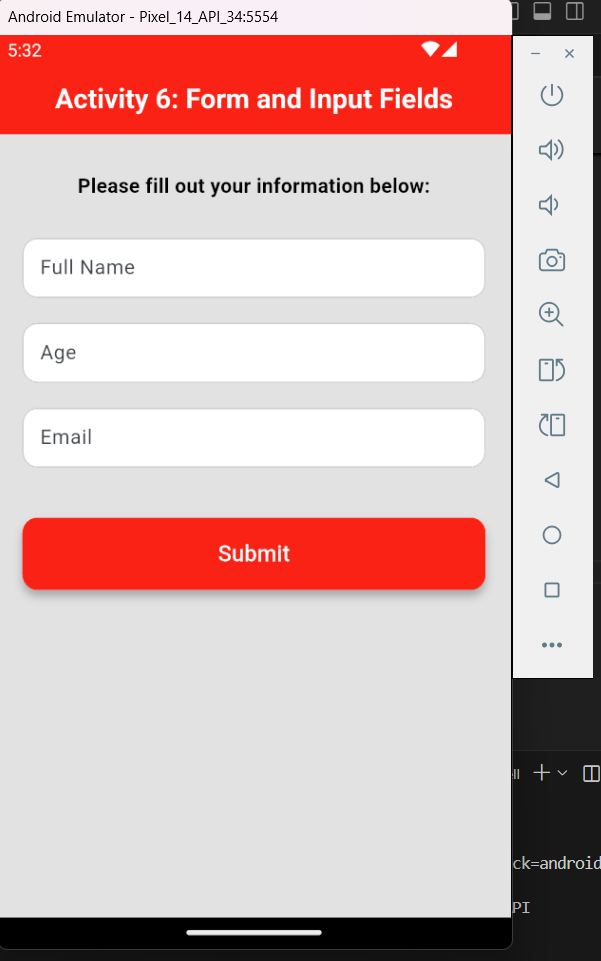 Android Emulator - Pixel_14_API_34:5554
5:32
Activity 6: Form and Input Fields
Please fill out your information below:
Full Name
Age
Email
Submit
ck=android
PI